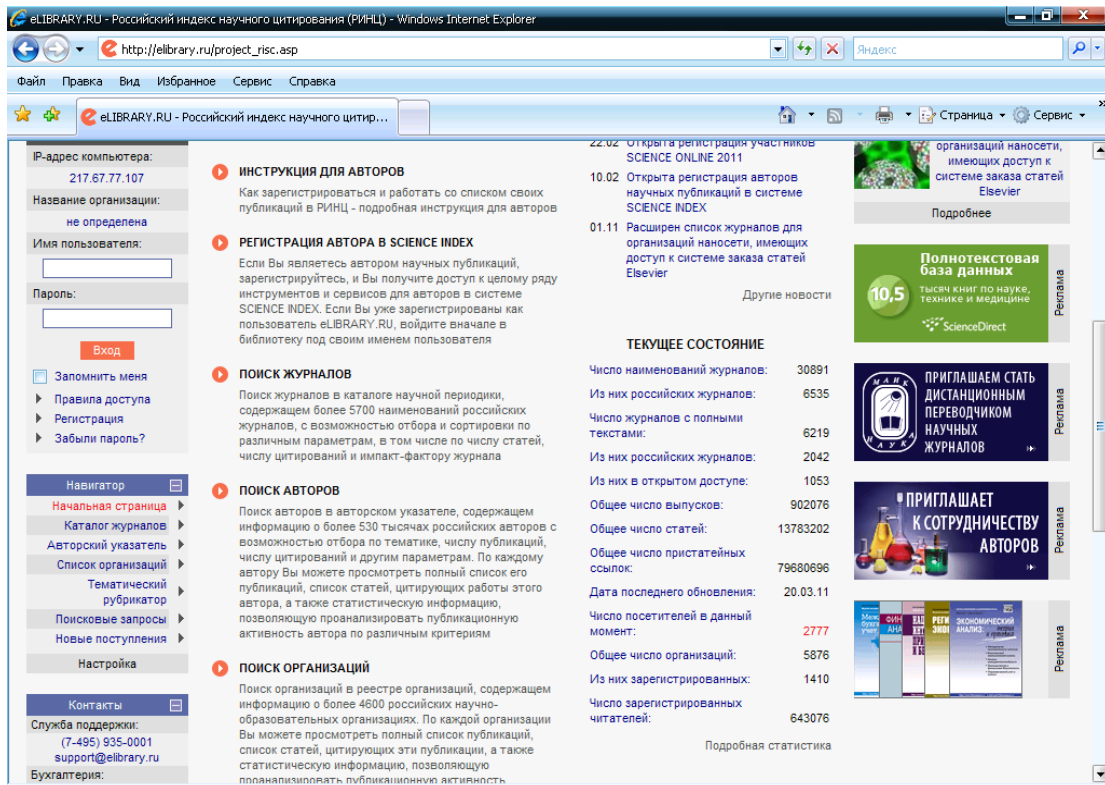 eLIBRARY.RU - Российский индекс научного цитирования (РИНЦ) - Windows Internet Explorer
http://elibrary.ru/project_risc.asp
Яндекс
Файл Правка Вид Избранное Сервис Справка
eLIBRARY.RU - Российский индекс научного цитир...
Страница
Сервис
IP-адрес компьютера:
217.67.77.107
Название организации:
не определена
Имя пользователя:
Пароль:
Вход
Запомнить меня
Правила доступа
Регистрация
Забыли пароль?
Навигатор
Начальная страница
Каталог журналов
Авторский указатель
Список организаций
Тематический
рубрикатор
Поисковые запросы
Новые поступления
Настройка
Контакты
Служба поддержки:
(7-495) 935-0001
support@elibrary.ru
Бухгалтерия:
ИНСТРУКЦИЯ ДЛЯ АВТОРОВ
Как зарегистрироваться и работать со списком своих
публикаций в РИНЦ - подробная инструкция для авторов
РЕГИСТРАЦИЯ АВТОРА В SCIENCE INDEX
Если Вы являетесь автором научных публикаций,
зарегистрируйтесь, и Вы получите доступ к целому ряду
инструментов и сервисов для авторов в системе
SCIENCE INDEX. Если Вы уже зарегистрированы как
пользователь eLIBRARY.RU, войдите вначале в
библиотеку под своим именем пользователя
ПОИСК ЖУРНАЛОВ
Поиск журналов в каталоге научной периодики,
содержащем более 5700 наименований российских
журналов, с возможностью отбора и сортировки по
различным параметрам, в том числе по числу статей,
числу цитирований и импакт-фактору журнала
ПОИСК АВТОРОВ
Поиск авторов в авторском указателе, содержащем
информацию о более 530 тысячах российских авторов с
возможностью отбора по тематике, числу публикаций,
числу цитирований и другим параметрам. По каждому
автору Вы можете просмотреть полный список его
публикаций, список статей, цитирующих работы этого
автора, а также статистическую информацию,
позволяющую проанализировать публикационную
активность автора по различным критериям
ПОИСК ОРГАНИЗАЦИЙ
Поиск организаций в реестре организаций, содержащем
информацию о более 4600 российских научно-
образовательных организациях. По каждой организации
Вы можете просмотреть полный список публикаций,
список статей, цитирующих эти публикации, а также
статистическую информацию, позволяющую
проанализировать публикационную активность
22.02 Открыта регистрация участников
SCIENCE ONLINE 2011
10.02 Открыта регистрация авторов
научных публикаций в системе
SCIENCE INDEX
01.11 Расширен список журналов для
организаций наносети, имеющих
доступ к системе заказа статей
Elsevier
Другие новости
ТЕКУЩЕЕ СОСТОЯНИЕ
Число наименований журналов: 30891
Из них российских журналов: 6535
Число журналов с полными
текстами: 6219
Из них российских журналов: 2042
Из них в открытом доступе: 1053
Общее число выпусков: 902076
Общее число статей: 13783202
Общее число пристатейных
ссылок: 79680696
Дата последнего обновления: 20.03.11
Число посетителей в данный
момент: 2777
Общее число организаций: 5876
Из них зарегистрированных: 1410
Число зарегистрированных
читателей: 643076
Подробная статистика
организаций наносети,
имеющих доступ к
системе заказа статей
Elsevier
Подробнее
Полнотекстовая
база данных
10,5 тысяч книг по науке,
технике и медицине
ScienceDirect
Реклама
МАИК
НАУКА
ПРИГЛАШАЕМ СТАТЬ
ДИСТАНЦИОННЫМ
ПЕРЕВОДЧИКОМ
НАУЧНЫХ
ЖУРНАЛОВ
Реклама
ПРИГЛАШАЕТ
К СОТРУДНИЧЕСТВУ
АВТОРОВ
Реклама
ЭКОНОМИЧЕСКИЙ
АНАЛИЗ:
Реклама